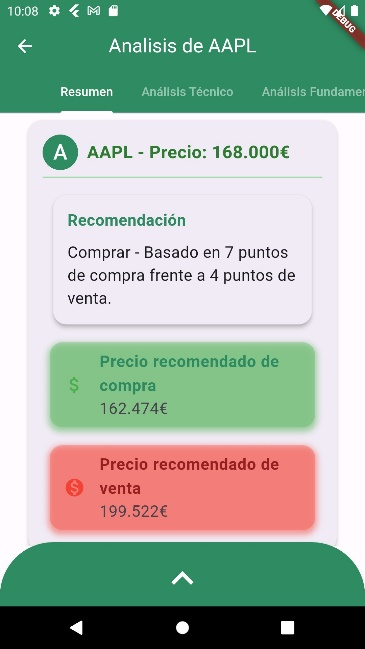 10:08
DEBUG
Analisis de AAPL
Resumen
Análisis Técnico
Análisis Fundamen
A
AAPL - Precio: 168.000€
Recomendación
Comprar - Basado en 7 puntos
de compra frente a 4 puntos de
venta.
$
Precio recomendado de
compra
162.474€
$
Precio recomendado de
venta
199.522€